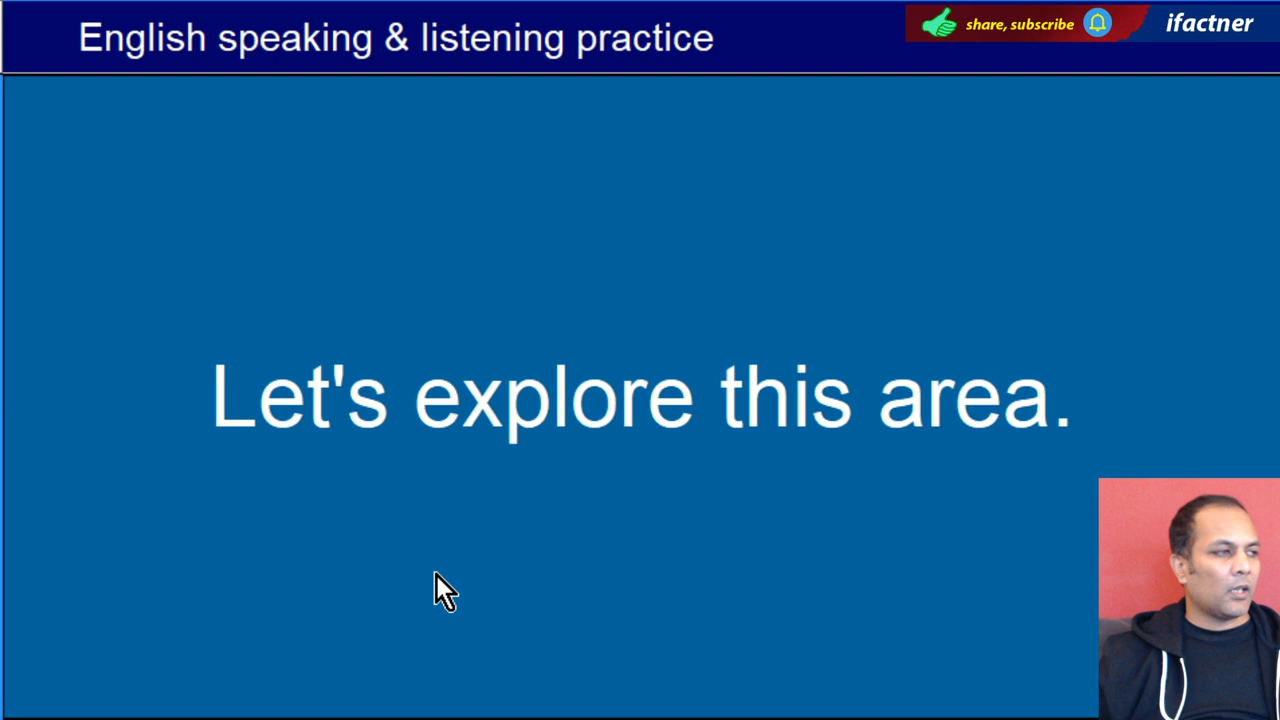 English speaking & listening practice
share, subscribe
ifactner
Let's explore this area.